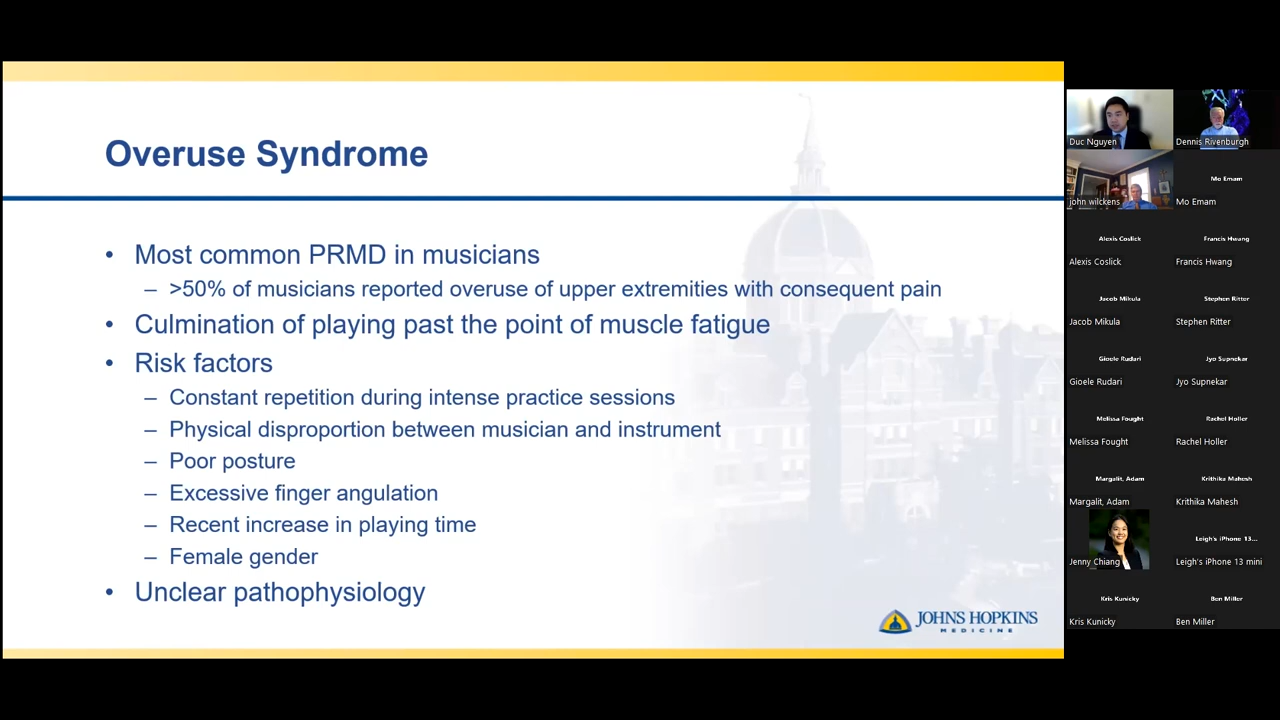 Overuse Syndrome
• Most common PRMD in musicians
– >50% of musicians reported overuse of upper extremities with consequent pain
• Culmination of playing past the point of muscle fatigue
• Risk factors
– Constant repetition during intense practice sessions
– Physical disproportion between musician and instrument
– Poor posture
– Excessive finger angulation
– Recent increase in playing time
– Female gender
• Unclear pathophysiology
JOHNS HOPKINS
MEDICINE
Duc Nguyen
Dennis Rivenburgh
john wilckens
Mo Emam
Mo Emam
Alexis Coslick
Alexis Coslick
Francis Hwang
Francis Hwang
Jacob Mikula
Jacob Mikula
Stephen Ritter
Stephen Ritter
Gioele Rudari
Gioele Rudari
Jyo Supnekar
Jyo Supnekar
Melissa Fought
Melissa Fought
Rachel Holler
Rachel Holler
Margalit, Adam
Margalit, Adam
Krithika Mahesh
Krithika Mahesh
Jenny Chiang
Leigh's iPhone 13...
Leigh's iPhone 13 mini
Kris Kunicky
Kris Kunicky
Ben Miller
Ben Miller